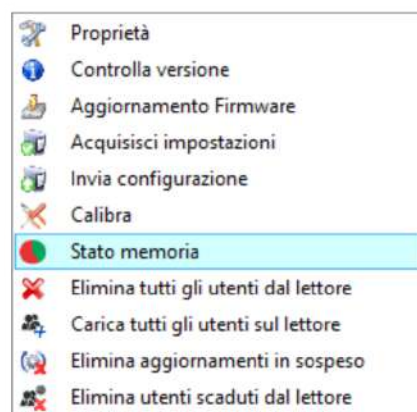 Proprietà
Controlla versione
Aggiornamento Firmware
Acquisisci impostazioni
Invia configurazione
Calibra
Stato memoria
Elimina tutti gli utenti dal lettore
Carica tutti gli utenti sul lettore
Elimina aggiornamenti in sospeso
Elimina utenti scaduti dal lettore